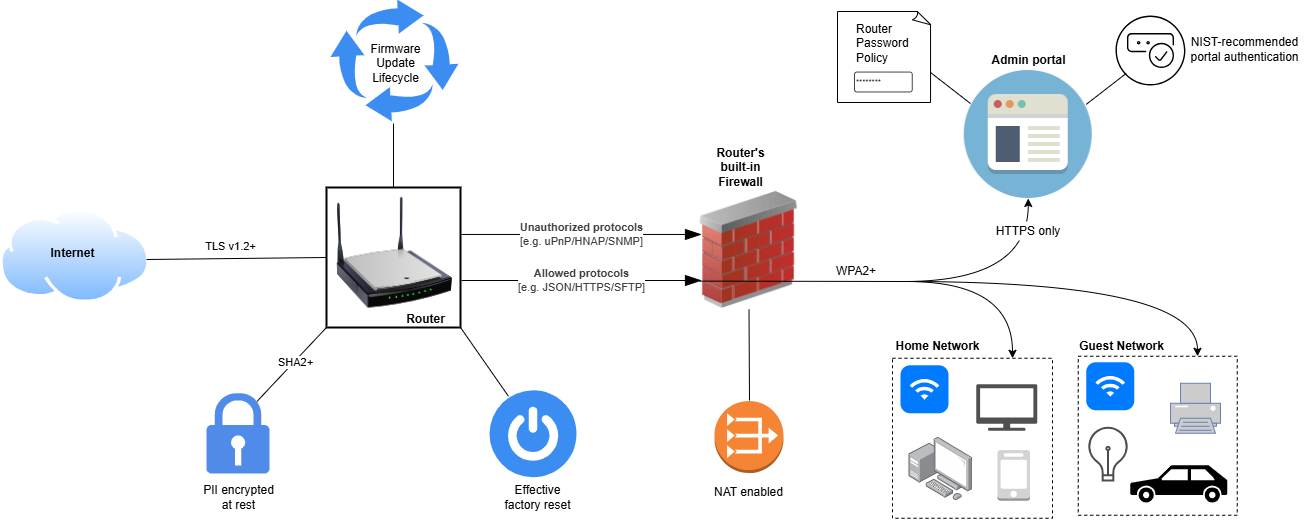 Firmware
Update
Lifecycle
Router
Password
Policy
********
Admin portal
NIST-recommended
portal authentication
Internet
TLS v1.2+
Router
Unauthorized protocols
[e.g. uPnP/HNAP/SNMP]
Allowed protocols
[e.g. JSON/HTTPS/SFTP]
Router's
built-in
Firewall
WPA2+
HTTPS only
SHA2+
PII encrypted
at rest
Effective
factory reset
NAT enabled
Home Network
Guest Network